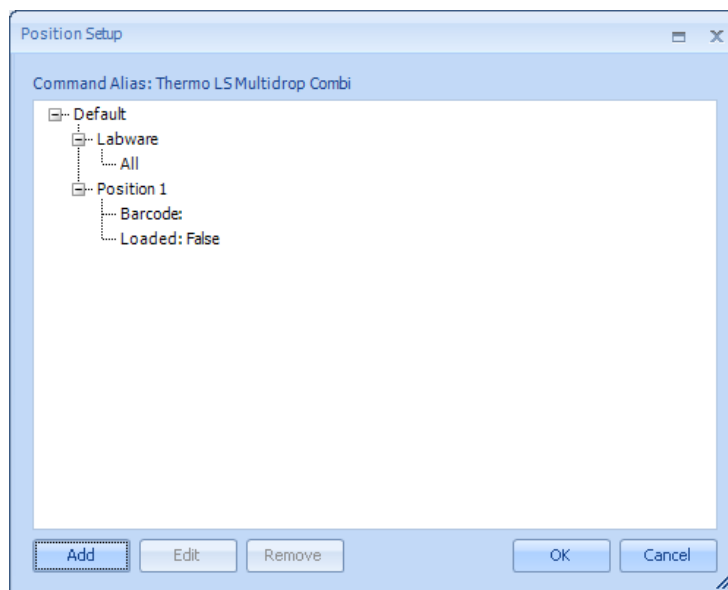 Position Setup
Command Alias: Thermo LS Multidrop Combi
Default
Labware
All
Position 1
Barcode:
Loaded: False
Add Edit Remove OK Cancel